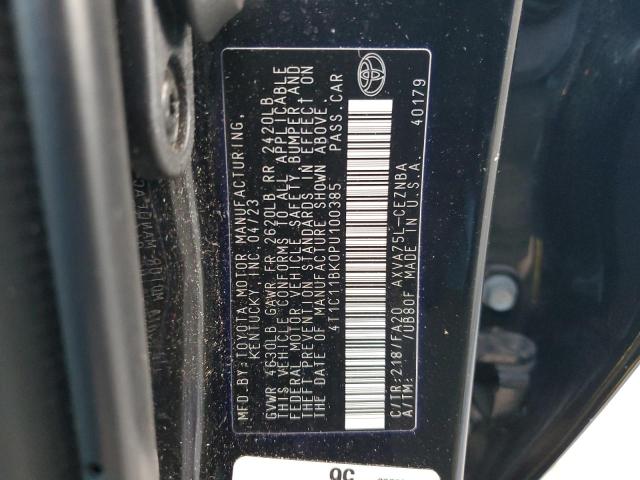 MFD.BY:TOYOTA MOTOR MANUFACTURING,
KENTUCKY, INC. 04/23
GVWR 4630LB GAWR FR 2620LB RR 2420LB
THIS VEHICLE CONFORMS TO ALL APPLICABLE
FEDERAL MOTOR VEHICLE SAFETY, BUMPER AND
THEFT PREVENTION STANDARDS IN EFFECT ON
THE DATE OF MANUFACTURE SHOWN ABOVE.
4T1C11BK0PU100385 PASS.CAR
C/TR:218/FA20 AXVA75L-CEZNBA
A/TM: /UB80F MADE IN U.S.A. 40179
QC